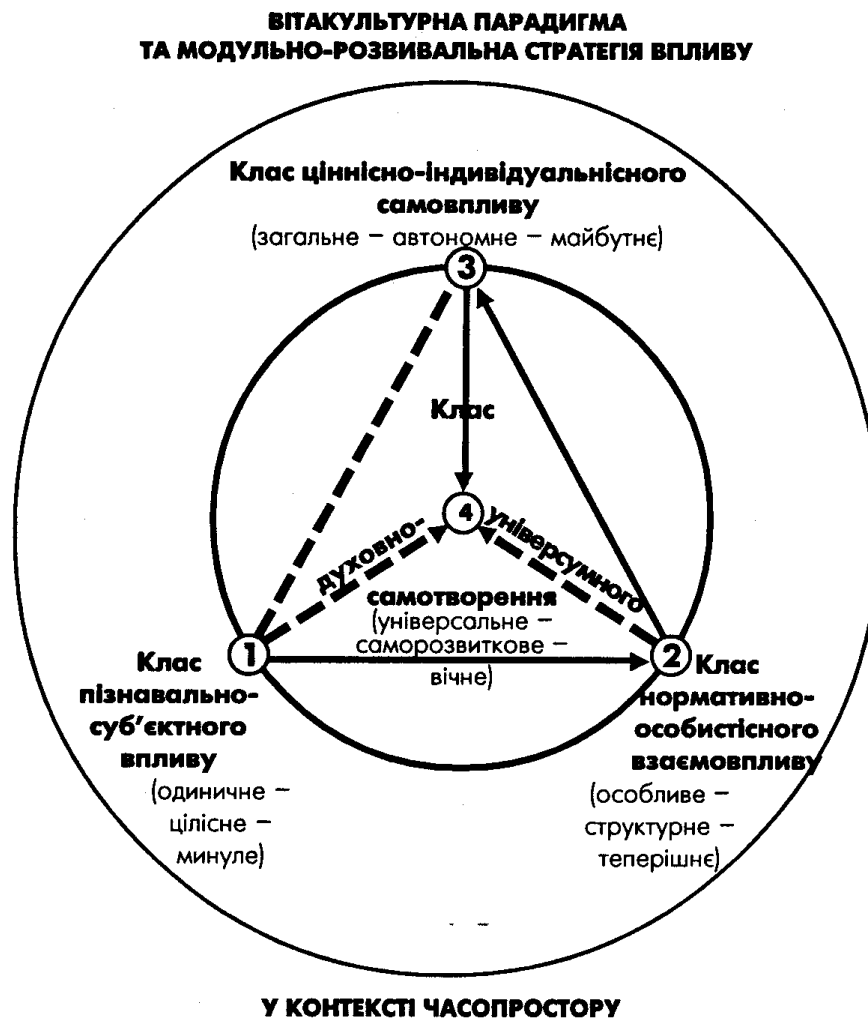 ВІТАКУЛЬТУРНА ПАРАДИГМА
ТА МОДУЛЬНО-РОЗВИВАЛЬНА СТРАТЕГІЯ ВПЛИВУ
Клас ціннісно-індивідуальнісного
самовпливу
(загальне – автономне – майбутнє)
3
Клас
4
духовно-
універсумного
самотворення
(універсальне –
саморозвиткове –
вічне)
1
Клас
пізнавально-
суб’єктного
впливу
(одиничне –
цілісне –
минуле)
2
Клас
нормативно-
особистісного
взаємовпливу
(особливе –
структурне –
теперішнє)
У КОНТЕКСТІ ЧАСОПРОСТОРУ